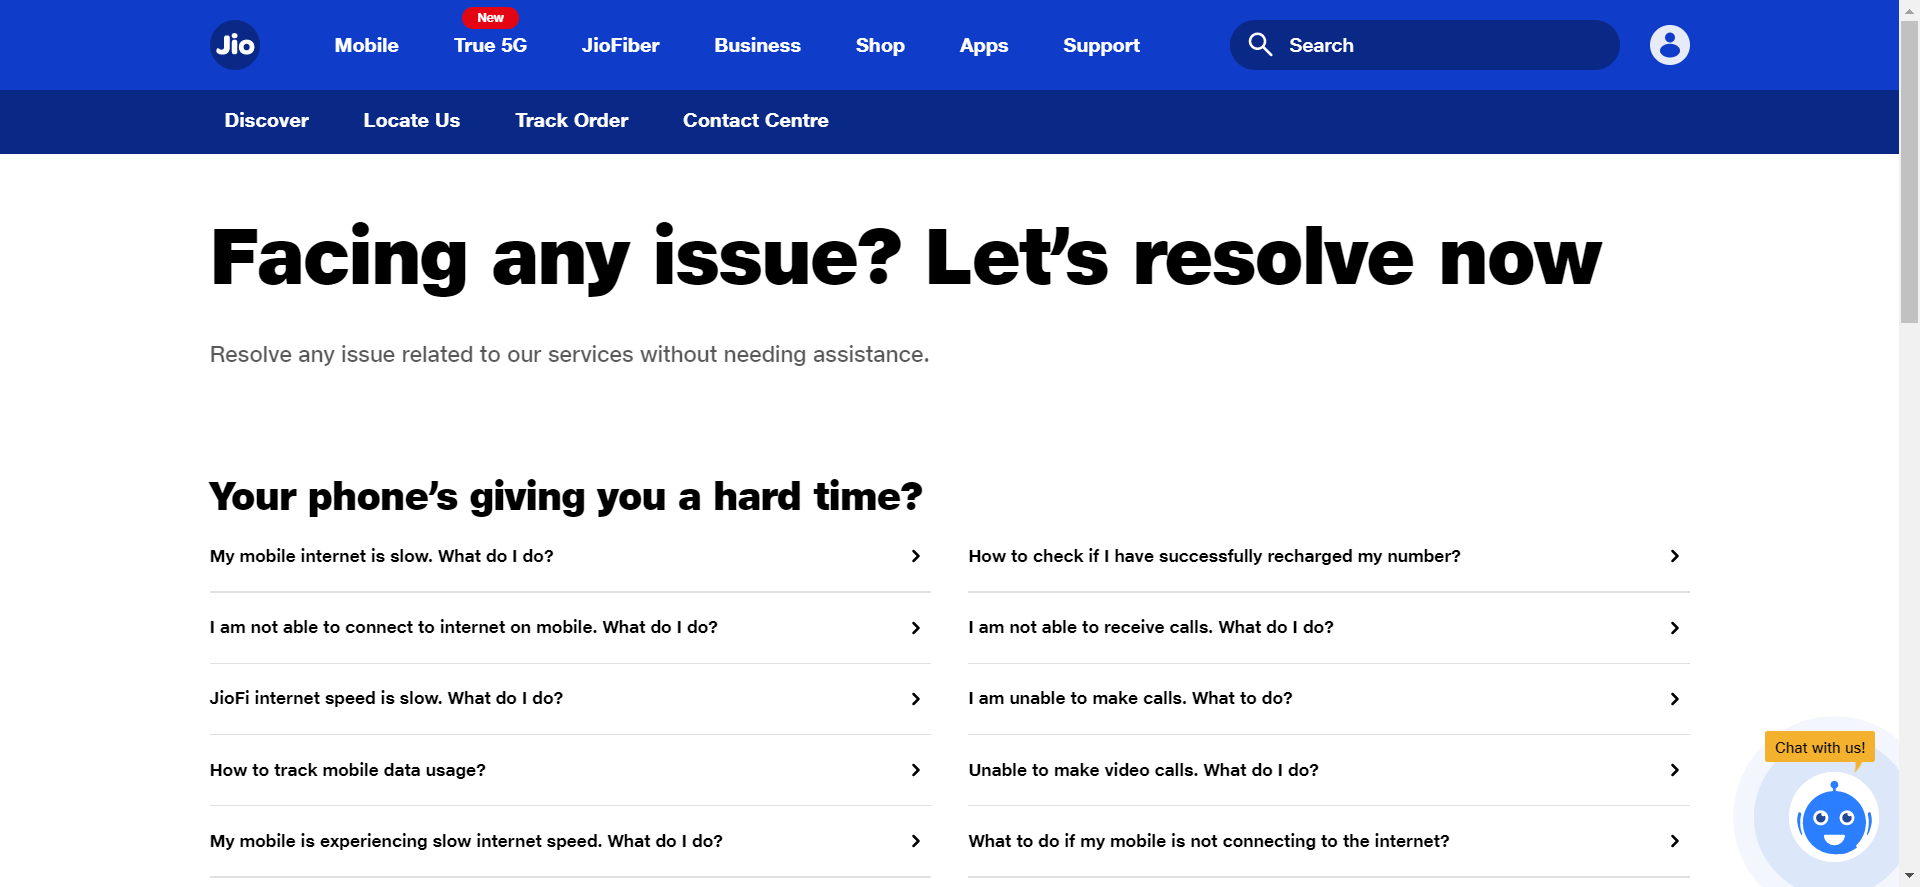 Jio
Mobile
New
True 5G
JioFiber
Business
Shop
Apps
Support
Search
Discover
Locate Us
Track Order
Contact Centre
Facing any issue? Let’s resolve now
Resolve any issue related to our services without needing assistance.
Your phone’s giving you a hard time?
My mobile internet is slow. What do I do?
How to check if I have successfully recharged my number?
I am not able to connect to internet on mobile. What do I do?
I am not able to receive calls. What do I do?
JioFi internet speed is slow. What do I do?
I am unable to make calls. What to do?
How to track mobile data usage?
Unable to make video calls. What do I do?
My mobile is experiencing slow internet speed. What do I do?
What to do if my mobile is not connecting to the internet?
Chat with us!